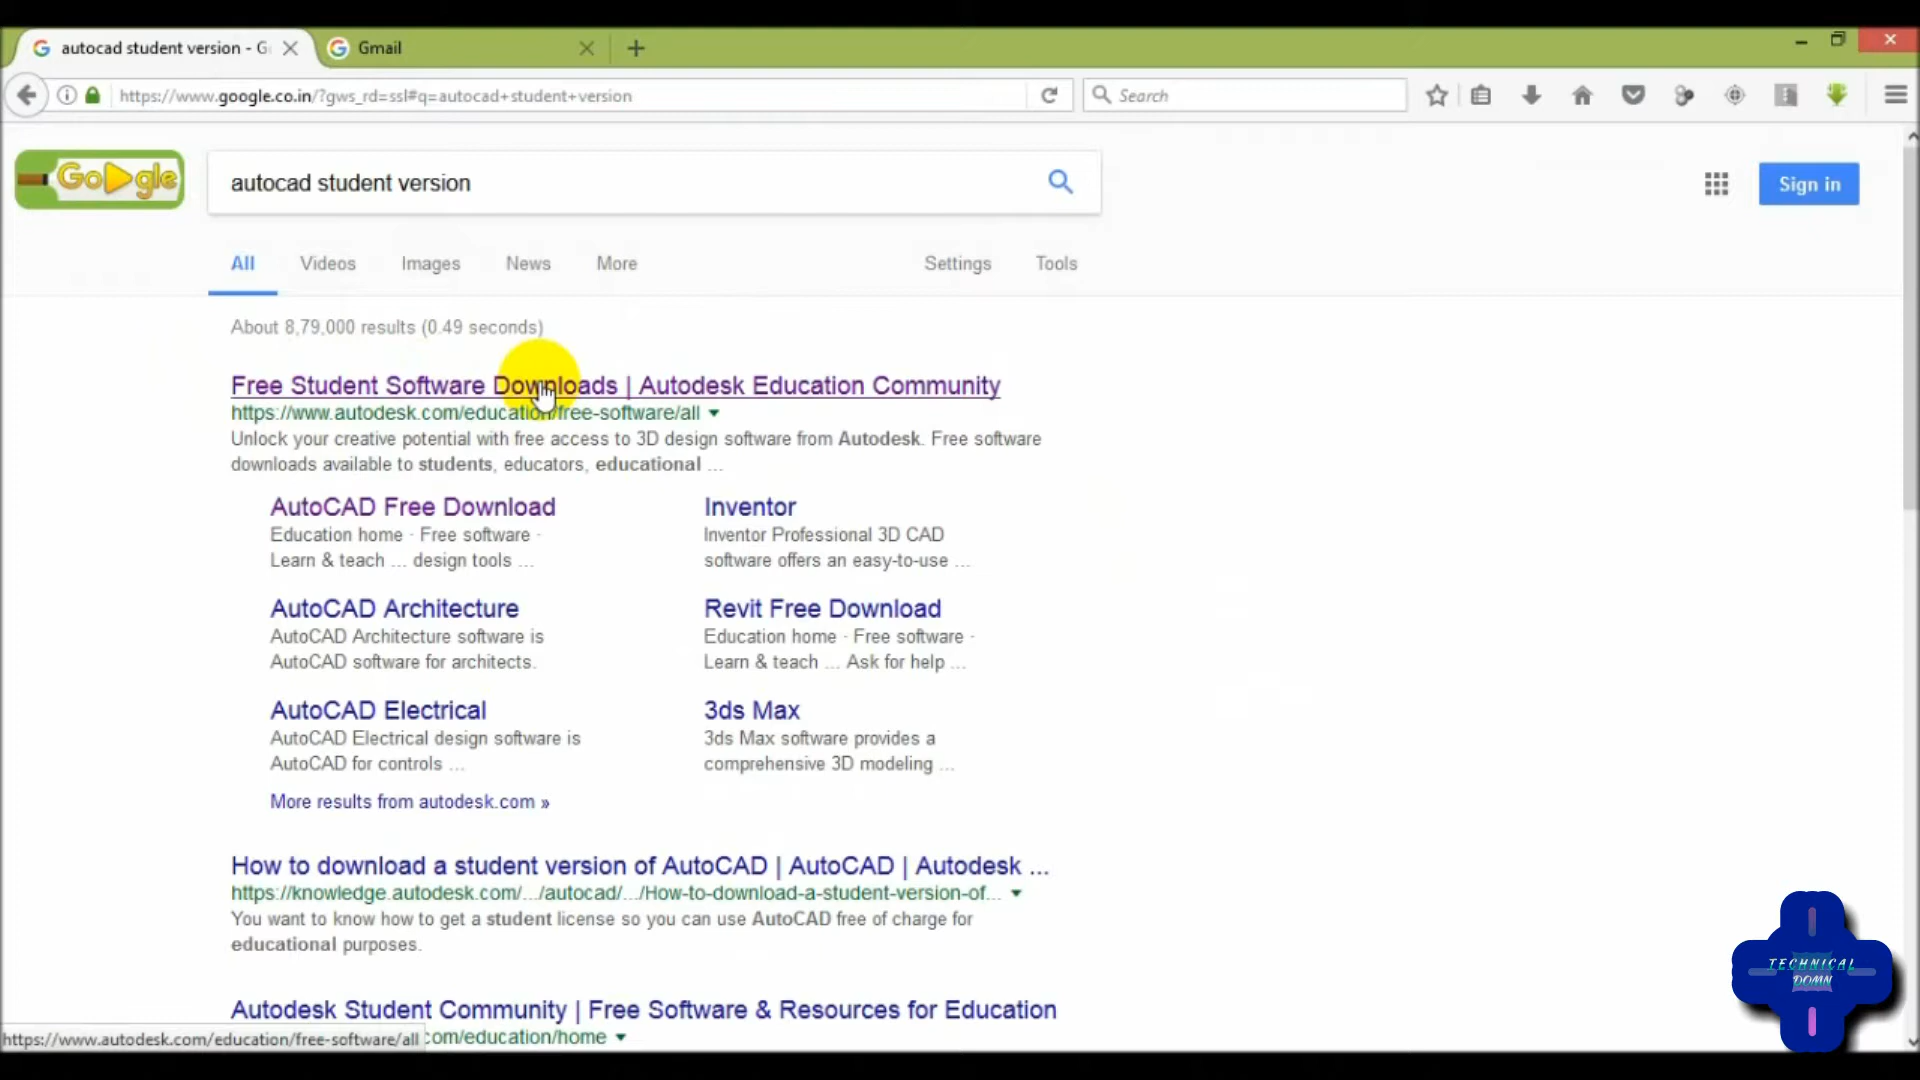 autocad student version - G
Gmail
https://www.google.co.in/?gws_rd=ssl#q=autocad+student+version
Search
Google
autocad student version
Sign in
All Videos Images News More Settings Tools
About 8,79,000 results (0.49 seconds)
Free Student Software Downloads | Autodesk Education Community
https://www.autodesk.com/education/free-software/all
Unlock your creative potential with free access to 3D design software from Autodesk. Free software
downloads available to students, educators, educational ...
AutoCAD Free Download
Education home · Free software ·
Learn & teach ... design tools ...
Inventor
Inventor Professional 3D CAD
software offers an easy-to-use ...
AutoCAD Architecture
AutoCAD Architecture software is
AutoCAD software for architects.
Revit Free Download
Education home · Free software ·
Learn & teach ... Ask for help ...
AutoCAD Electrical
AutoCAD Electrical design software is
AutoCAD for controls ...
3ds Max
3ds Max software provides a
comprehensive 3D modeling ...
More results from autodesk.com »
How to download a student version of AutoCAD | AutoCAD | Autodesk ...
https://knowledge.autodesk.com/.../autocad/.../How-to-download-a-student-version-of...
You want to know how to get a student license so you can use AutoCAD free of charge for
educational purposes.
Autodesk Student Community | Free Software & Resources for Education
com/education/home
https://www.autodesk.com/education/free-software/all
TECHNICAL
DOMN